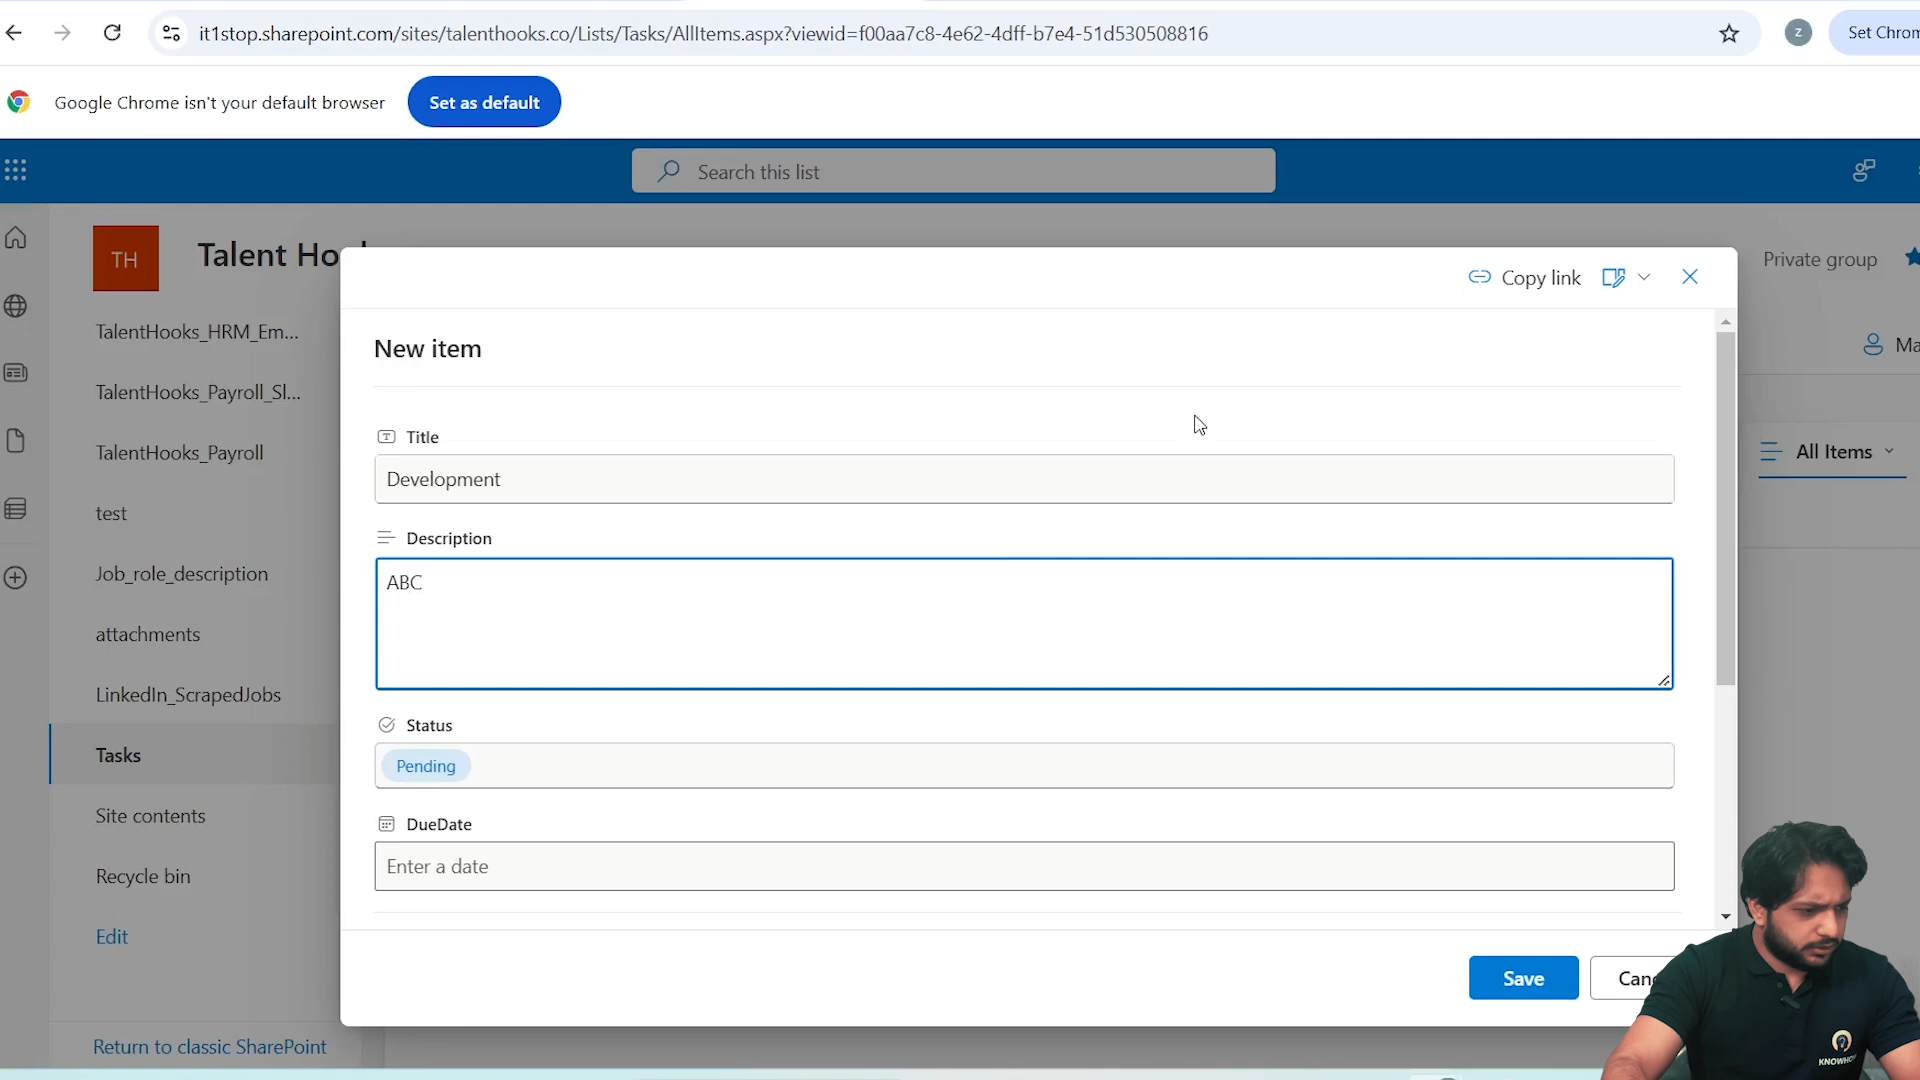 it1stop.sharepoint.com/sites/talenthooks.co/Lists/Tasks/AllItems.aspx?viewid=f00aa7c8-4e62-4dff-b7e4-51d530508816
Z
Set Chrom
Google Chrome isn't your default browser
Set as default
Search this list
TH
Talent Ho
Private group
Copy link
TalentHooks_HRM_Em...
New item
Ma
TalentHooks_Payroll_Sl...
Title
TalentHooks_Payroll
All Items
Development
test
Description
Job_role_description
ABC
attachments
LinkedIn_ScrapedJobs
Status
Tasks
Pending
Site contents
DueDate
Enter a date
Recycle bin
Edit
Save
Canc
Return to classic SharePoint